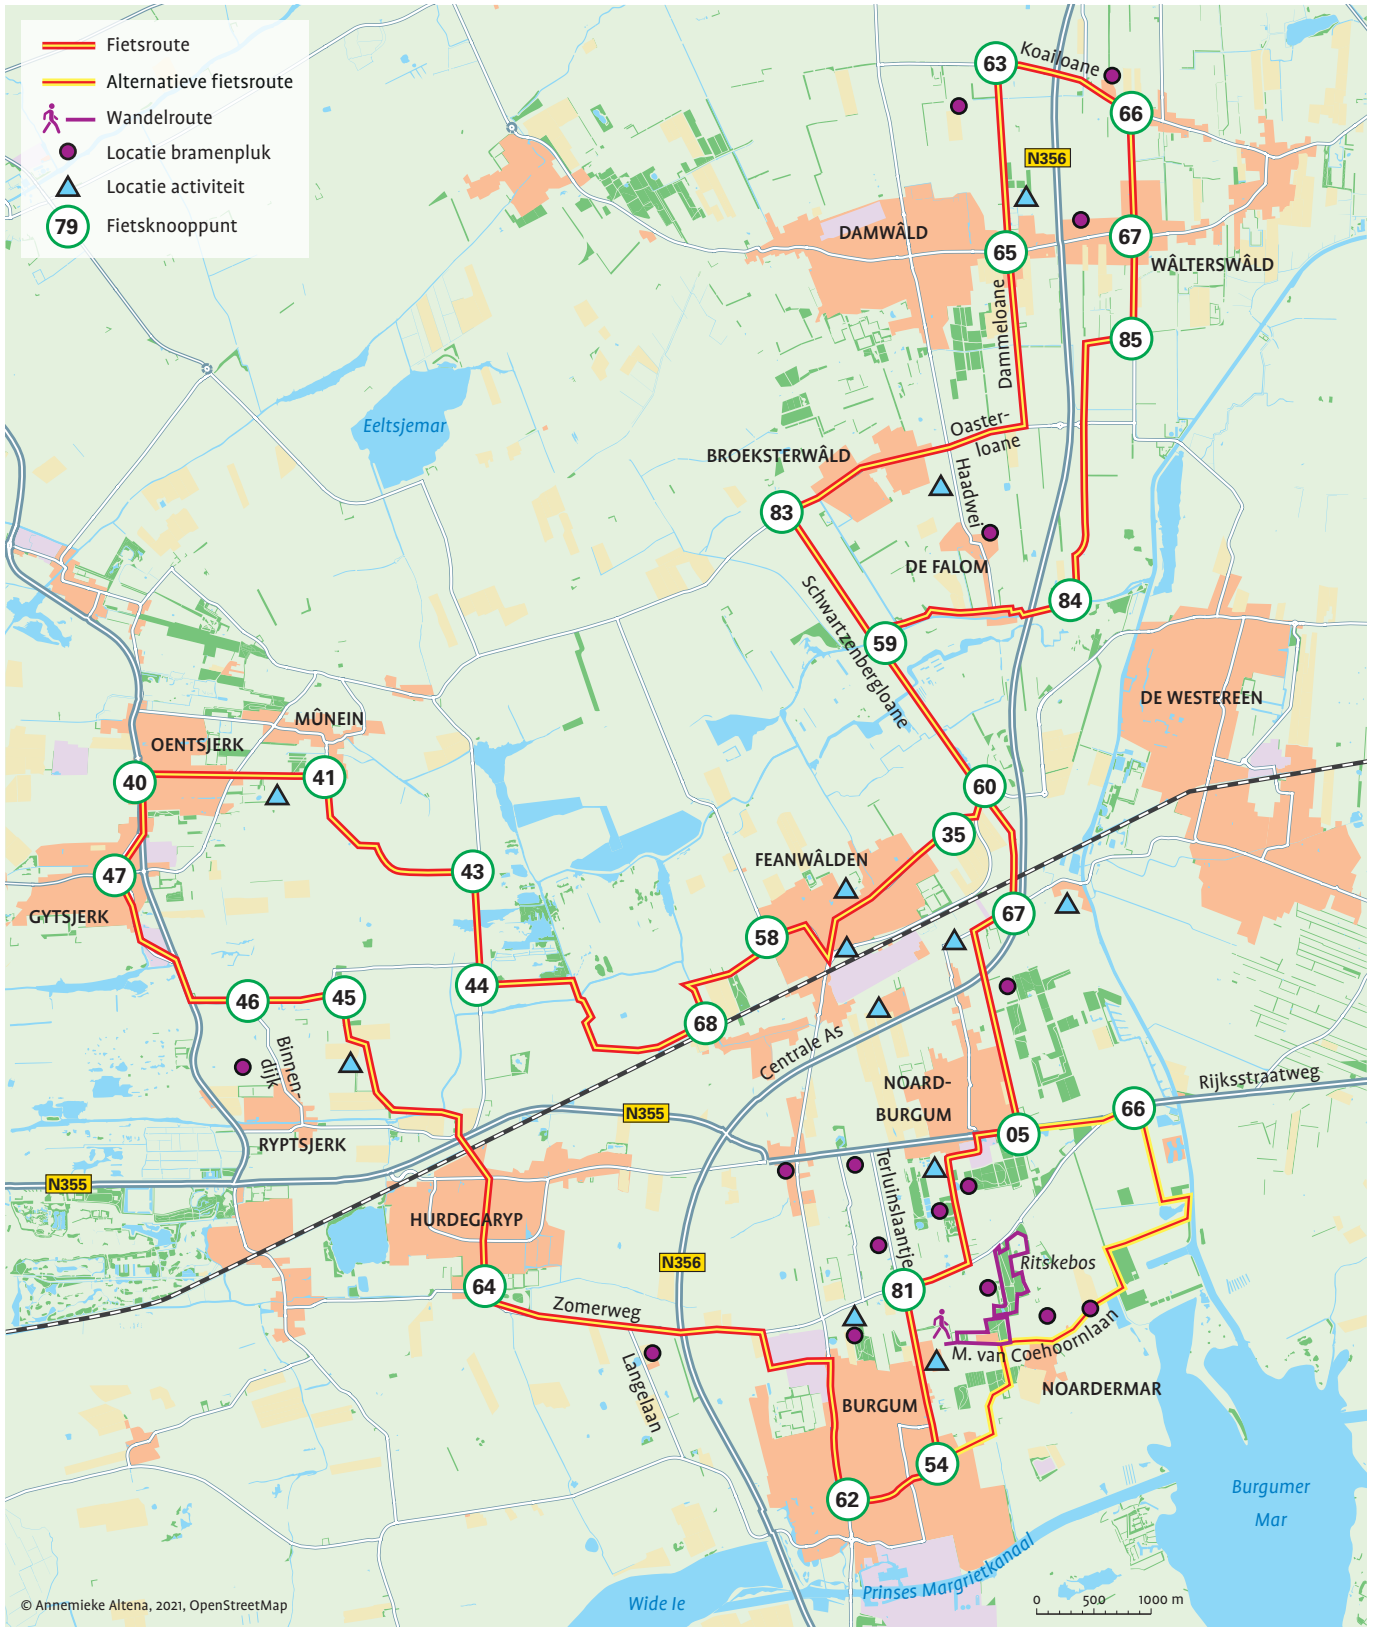 Fietsroute
Alternatieve fietsroute
Wandelroute
Locatie bramenpluk
Locatie activiteit
79
Fietsknooppunt
63
Koailoane
66
N356
DAMWÂLD
67
65
WÂLTERSWÂLD
Dammeloane
85
Eeltsjemar
Oaster-
loane
BROEKSTERWÂLD
Haadwei
83
DE FALOM
Schwartzenbergloane
84
59
DE WESTEREEN
MÛNEIN
OENTSJERK
40
41
60
35
FEANWÂLDEN
43
47
GYTSJERK
67
58
44
46
45
68
Binnen-
dijk
Centrale As
NOARD-
BURGUM
Rijksstraatweg
N355
66
05
RYPTSJERK
Terluinslaantje
N355
HURDEGARYP
N356
Ritskebos
64
81
Zomerweg
M. van Coehoornlaan
Langelaan
NOARDERMAR
BURGUM
54
62
Burgumer
Mar
Prinses Margrietkanaal
Wide Ie
0 500 1000 m
© Annemieke Altena, 2021, OpenStreetMap